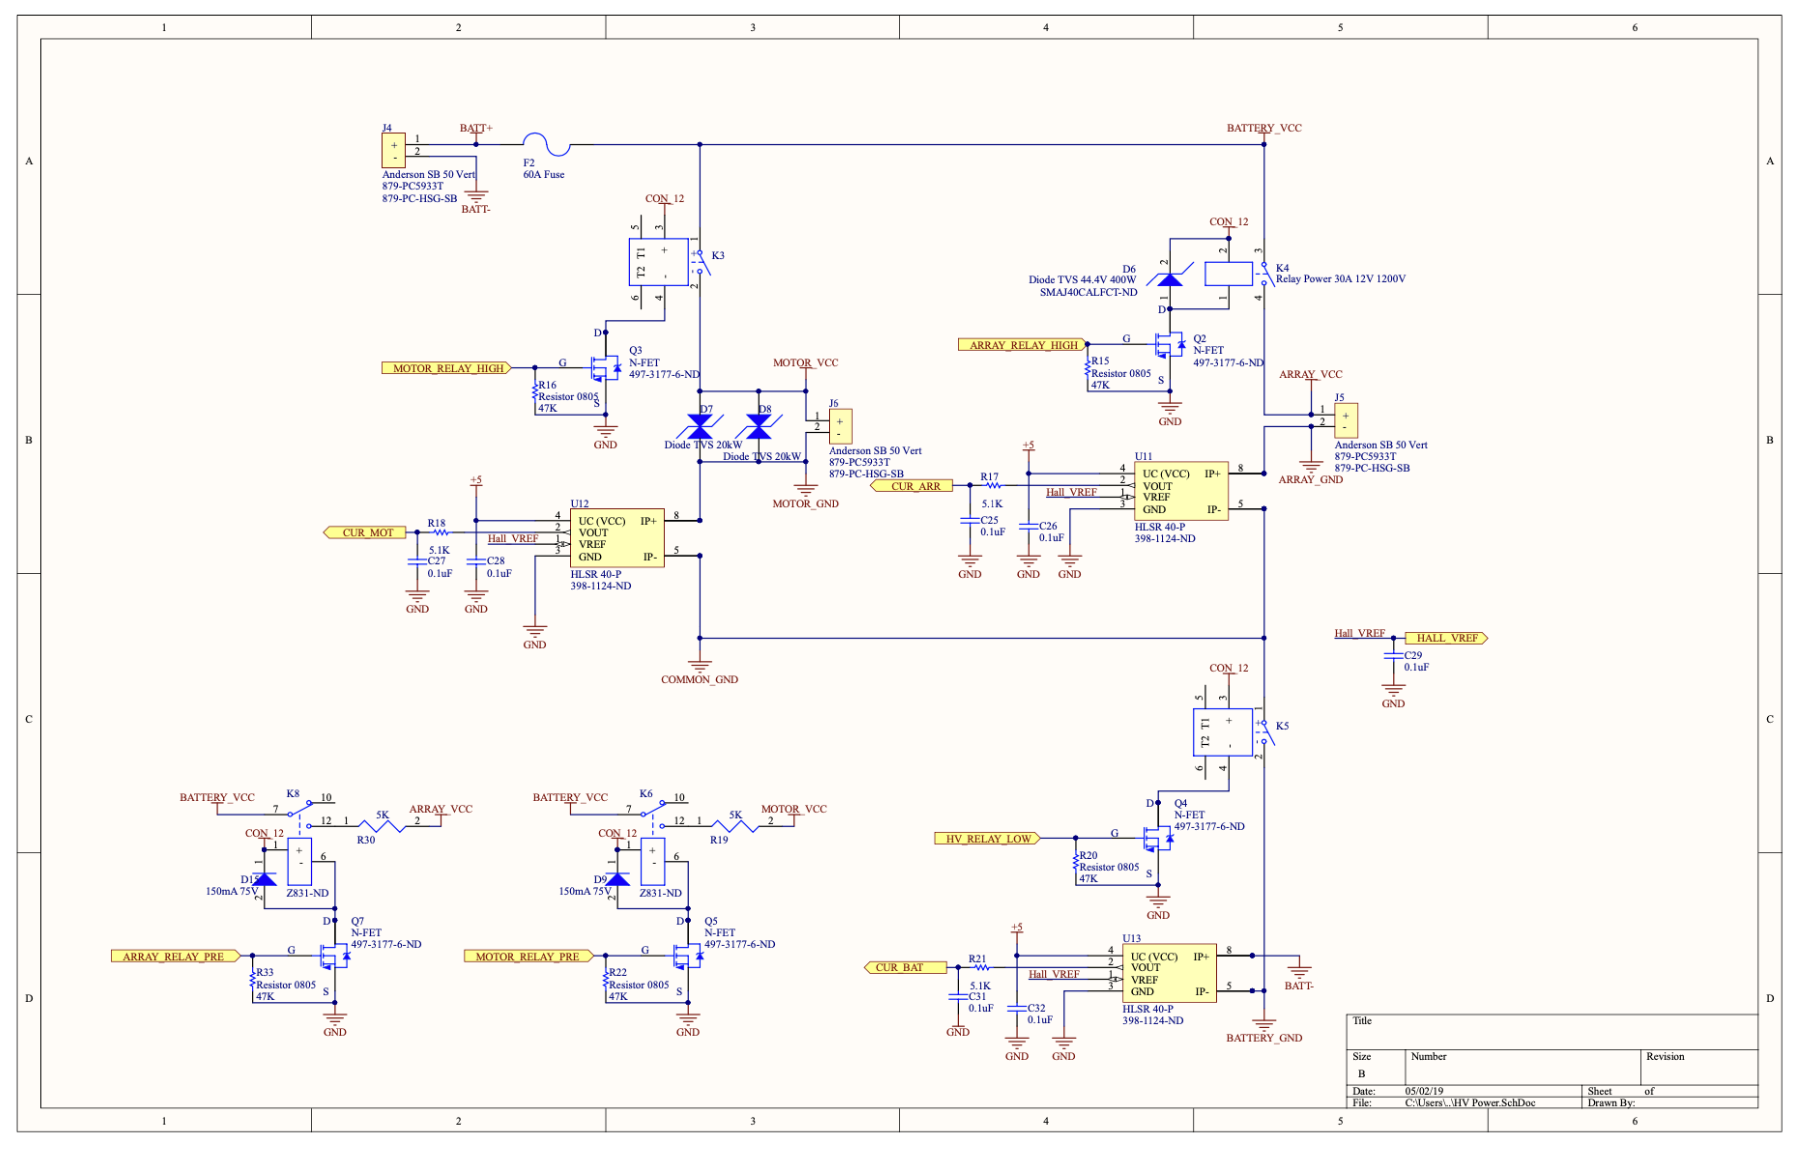 1 2 3 4 5 6
A
B
C
D
A
B
C
D
J4
+
-
1
2
Anderson SB 50 Vert
879-PC5933T
879-PC-HSG-SB
BATT+
BATT-
F2
60A Fuse
BATTERY_VCC
CON_12
5
3
T1
T2
+
-
6
4
1
+
-
2
K3
D
Q3
N-FET
497-3177-6-ND
MOTOR_RELAY_HIGH
G
R16
Resistor 0805
47K
S
GND
MOTOR_VCC
D7
D8
Diode TVS 20kW
Diode TVS 20kW
J6
1
2
+
-
Anderson SB 50 Vert
879-PC5933T
879-PC-HSG-SB
MOTOR_GND
CON_12
D6
Diode TVS 44.4V 400W
SMAJ40CALFCT-ND
2
1
2
1
3
4
K4
Relay Power 30A 12V 1200V
D
ARRAY_RELAY_HIGH
G
Q2
N-FET
497-3177-6-ND
R15
Resistor 0805
47K
S
GND
ARRAY_VCC
J5
1
2
+
-
Anderson SB 50 Vert
879-PC5933T
879-PC-HSG-SB
ARRAY_GND
+5
U11
CUR_ARR
R17
5.1K
Hall_VREF
4
2
1
3
UC (VCC)
VOUT
VREF
GND
IP+
IP-
8
5
HLSR 40-P
398-1124-ND
C25
0.1uF
C26
0.1uF
GND
GND
GND
+5
U12
CUR_MOT
R18
5.1K
Hall_VREF
4
2
1
3
UC (VCC)
VOUT
VREF
GND
IP+
IP-
8
5
HLSR 40-P
398-1124-ND
C27
0.1uF
C28
0.1uF
GND
GND
GND
COMMON_GND
Hall_VREF
HALL_VREF
C29
0.1uF
GND
CON_12
5
3
T1
T2
+
-
6
4
1
+
-
2
K5
D
Q4
N-FET
497-3177-6-ND
HV_RELAY_LOW
G
R20
Resistor 0805
47K
S
GND
BATTERY_VCC
K8
7
10
12
1
5K
2
R30
ARRAY_VCC
CON_12
1
+
-
6
1
D15
150mA 75V
2
Z831-ND
D
Q7
N-FET
497-3177-6-ND
ARRAY_RELAY_PRE
G
R33
Resistor 0805
47K
S
GND
BATTERY_VCC
K6
7
10
12
1
5K
2
R19
MOTOR_VCC
CON_12
1
+
-
6
1
D9
150mA 75V
2
Z831-ND
D
Q5
N-FET
497-3177-6-ND
MOTOR_RELAY_PRE
G
R22
Resistor 0805
47K
S
GND
+5
U13
CUR_BAT
R21
5.1K
Hall_VREF
4
2
1
3
UC (VCC)
VOUT
VREF
GND
IP+
IP-
8
5
HLSR 40-P
398-1124-ND
C31
0.1uF
C32
0.1uF
GND
GND
GND
BATT-
BATTERY_GND
Title
Size
B
Number
Revision
Date: 05/02/19
Sheet of
File: C:\Users\..\HV Power.SchDoc
Drawn By:
1 2 3 4 5 6